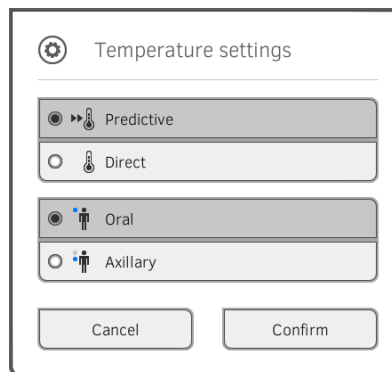 Temperature settings
Predictive
Direct
Oral
Axillary
Cancel
Confirm